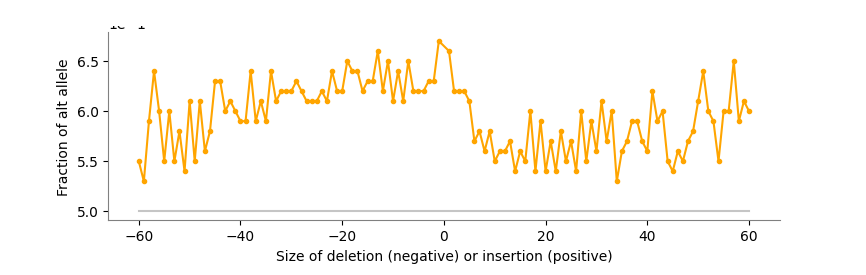 6.5
6.0
5.5
5.0
Fraction of alt allele
−60 −40 −20 0 20 40 60
Size of deletion (negative) or insertion (positive)